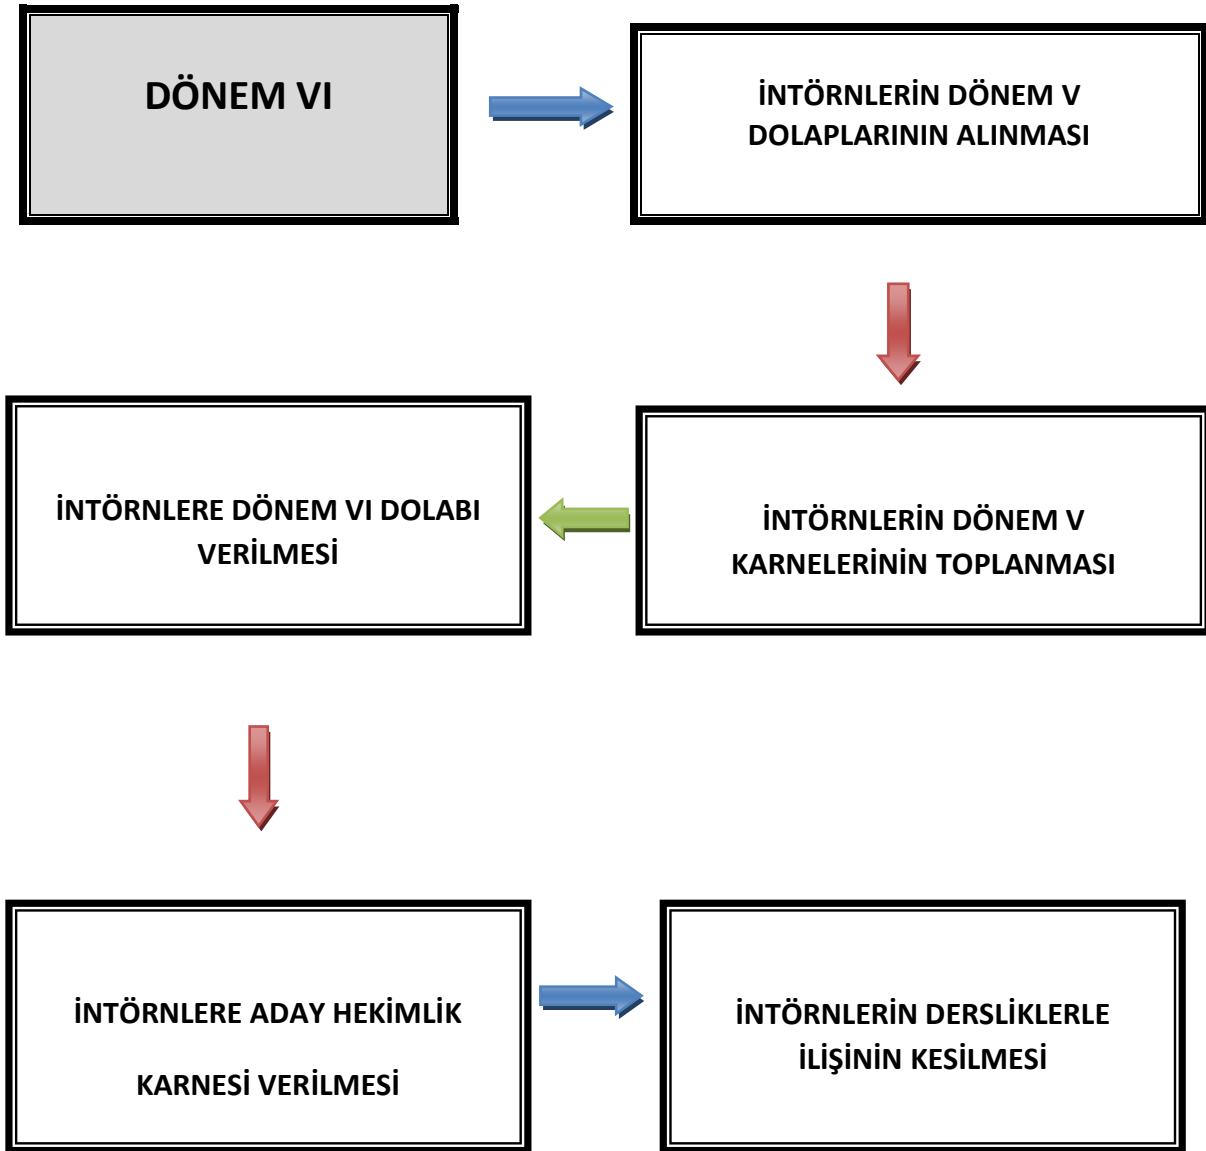 DÖNEM VI
İNTÖRNLERİN DÖNEM V
DOLAPLARININ ALINMASI
İNTÖRNLERİN DÖNEM V
KARNELERİNİN TOPLANMASI
İNTÖRNLERE DÖNEM VI DOLABI
VERİLMESİ
İNTÖRNLERE ADAY HEKİMLİK
KARNESİ VERİLMESİ
İNTÖRNLERİN DERSLİKLERLE
İLİŞİNİN KESİLMESİ